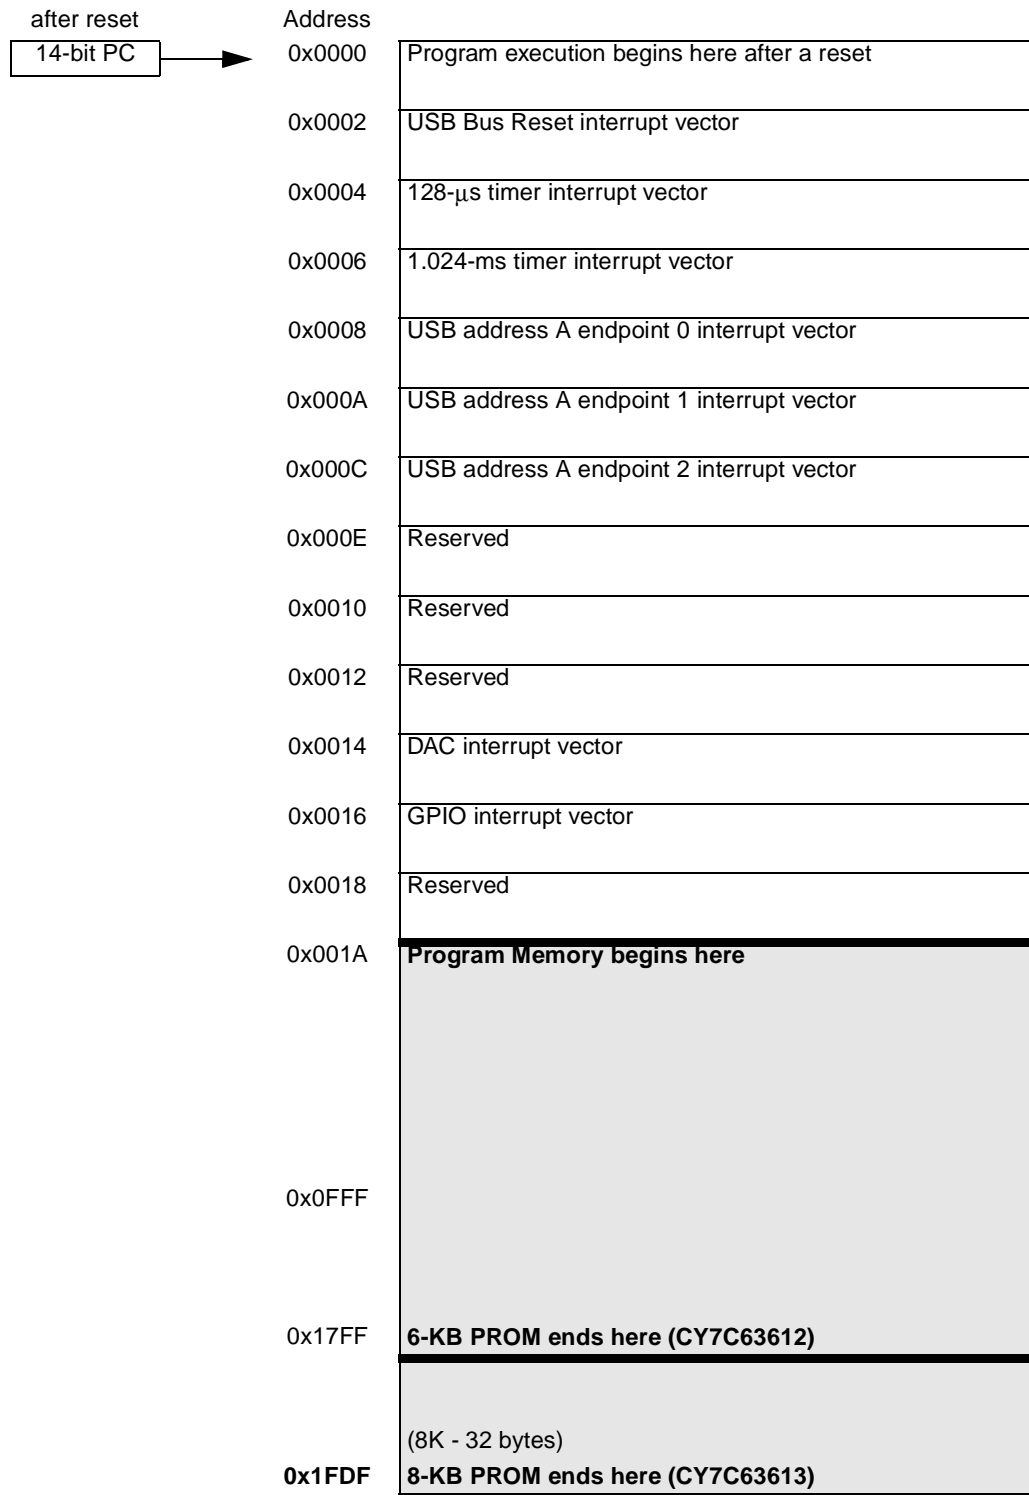 after reset Address
14-bit PC 0x0000 Program execution begins here after a reset
0x0002 USB Bus Reset interrupt vector
0x0004 128-μs timer interrupt vector
0x0006 1.024-ms timer interrupt vector
0x0008 USB address A endpoint 0 interrupt vector
0x000A USB address A endpoint 1 interrupt vector
0x000C USB address A endpoint 2 interrupt vector
0x000E Reserved
0x0010 Reserved
0x0012 Reserved
0x0014 DAC interrupt vector
0x0016 GPIO interrupt vector
0x0018 Reserved
0x001A Program Memory begins here
0x0FFF
0x17FF 6-KB PROM ends here (CY7C63612)
(8K - 32 bytes)
0x1FDF 8-KB PROM ends here (CY7C63613)